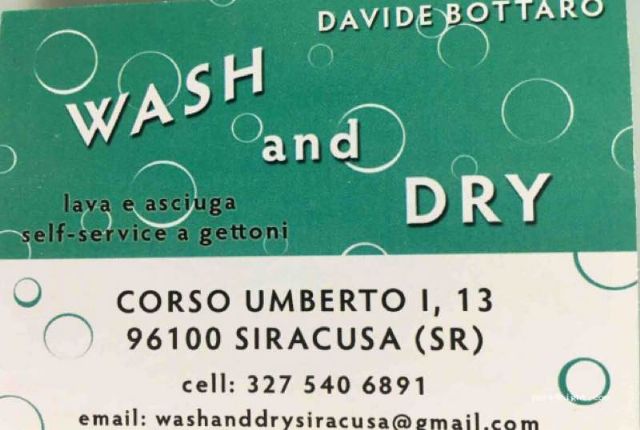 DAVIDE BOTTARO
WASH
and
DRY
lava e asciuga
self-service a gettoni
CORSO UMBERTO I, 13
96100 SIRACUSA (SR)
cell: 327 540 6891
email: washanddrysiracusa@gmail.com